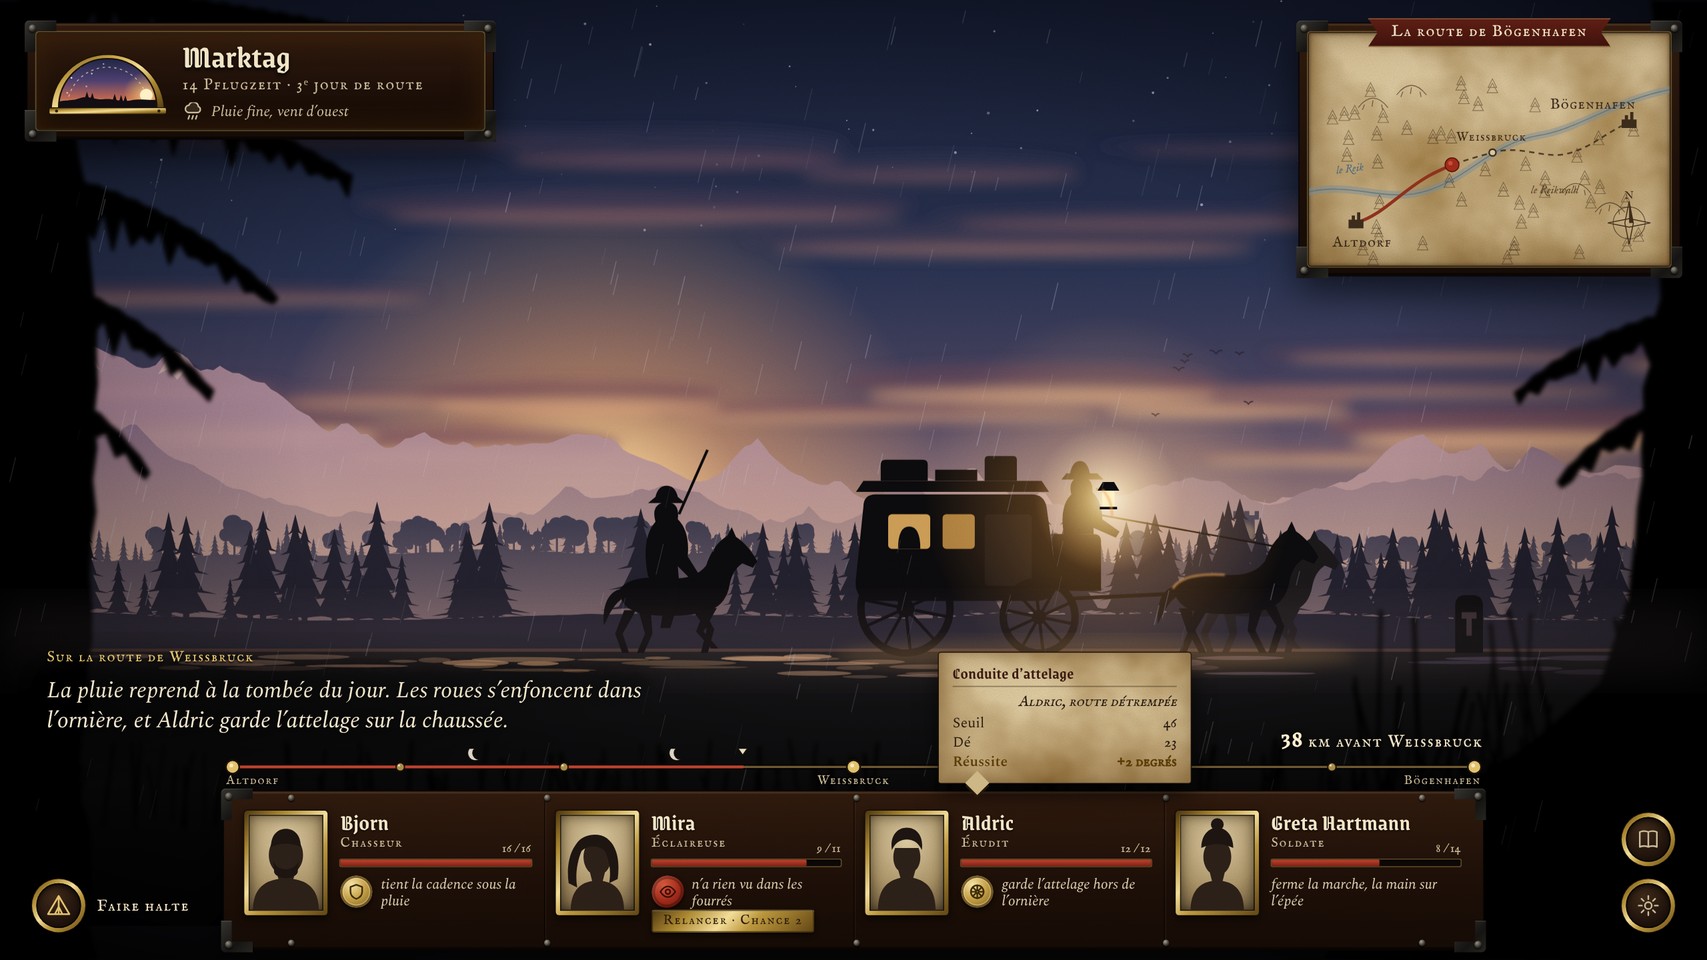 Marktag
14 Pflugzeit · 3e jour de route
Pluie fine, vent d'ouest
La route de Bögenhafen
Bögenhafen
Weissbruck
le Reik
le Reikwald
N
Altdorf
Sur la route de Weissbruck
La pluie reprend à la tombée du jour. Les roues s'enfoncent dans
l'ornière, et Aldric garde l'attelage sur la chaussée.
Conduite d'attelage
Aldric, route détrempée
Seuil 46
Dé 23
Réussite +2 degrés
38 km avant Weissbruck
Altdorf
Weissbruck
Bögenhafen
Bjorn
Chasseur
16/16
tient la cadence sous la
pluie
Mira
Éclaireuse
9/11
n'a rien vu dans les
fourrés
Relancer · Chance 2
Aldric
Érudit
12/12
garde l'attelage hors de
l'ornière
Greta Hartmann
Soldate
8/14
ferme la marche, la main sur
l'épée
Faire halte